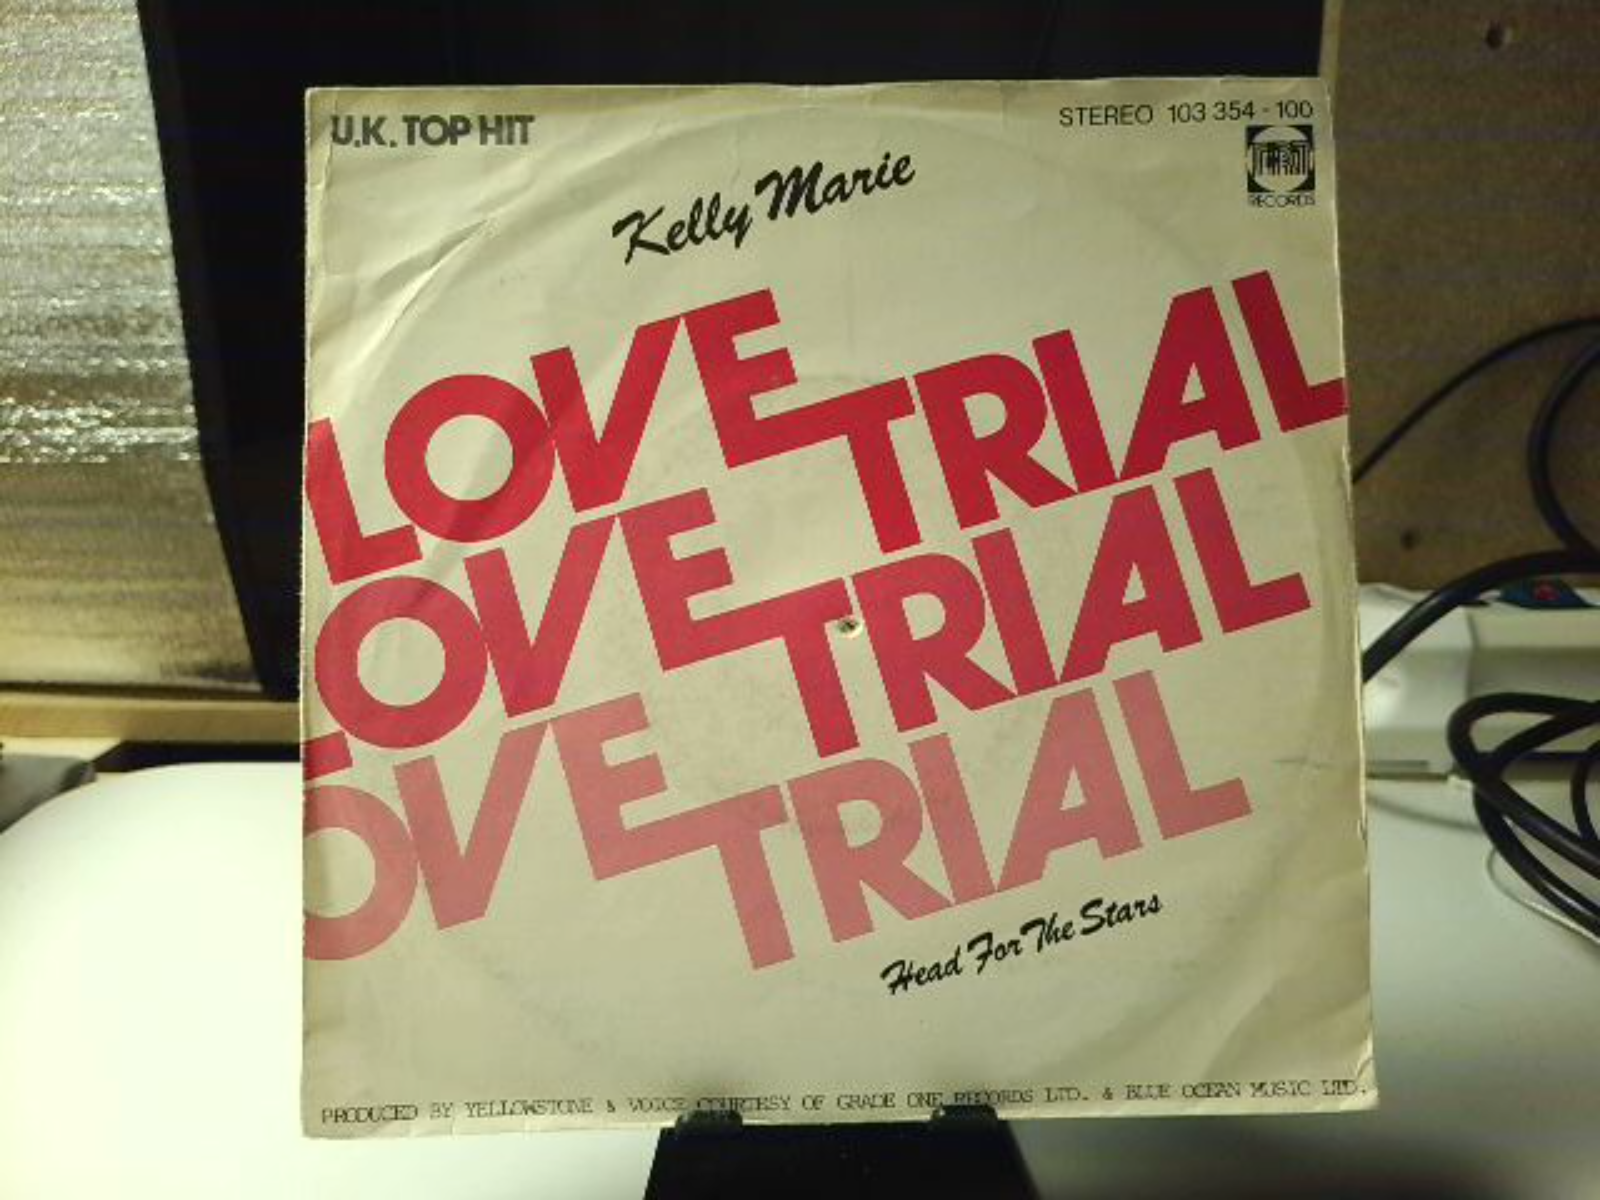 U.K. TOP HIT
STEREO 103 354 - 100
RECORDS
Kelly Marie
LOVE TRIAL
LOVE TRIAL
OVE TRIAL
Head For The Stars
PRODUCED BY YELLOWSTONE & VOICE COURTESY OF GRADE ONE RECORDS LTD. & BLUE OCEAN MUSIC LTD.